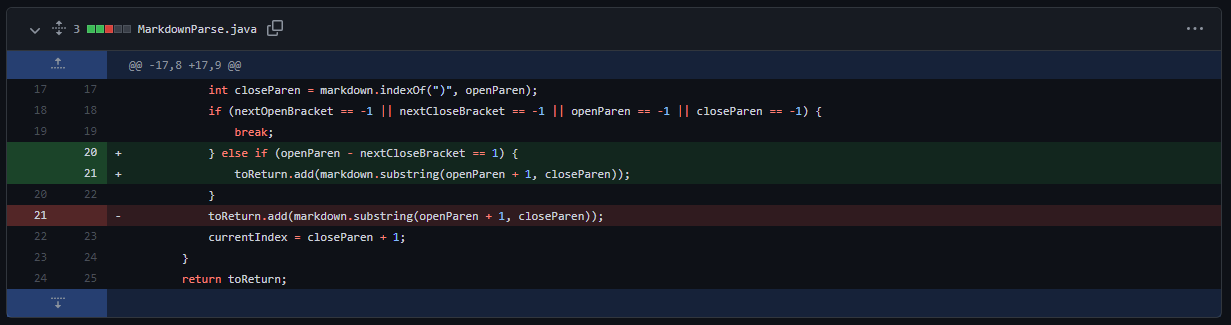 3 MarkdownParse.java ...
@@ -17,8 +17,9 @@
17 17 int closeParen = markdown.indexOf(")", openParen);
18 18 if (nextOpenBracket == -1 || nextCloseBracket == -1 || openParen == -1 || closeParen == -1) {
19 19 break;
20 + } else if (openParen - nextCloseBracket == 1) {
21 + toReturn.add(markdown.substring(openParen + 1, closeParen));
20 22 }
21 - toReturn.add(markdown.substring(openParen + 1, closeParen));
22 23 currentIndex = closeParen + 1;
23 24 }
24 25 return toReturn;